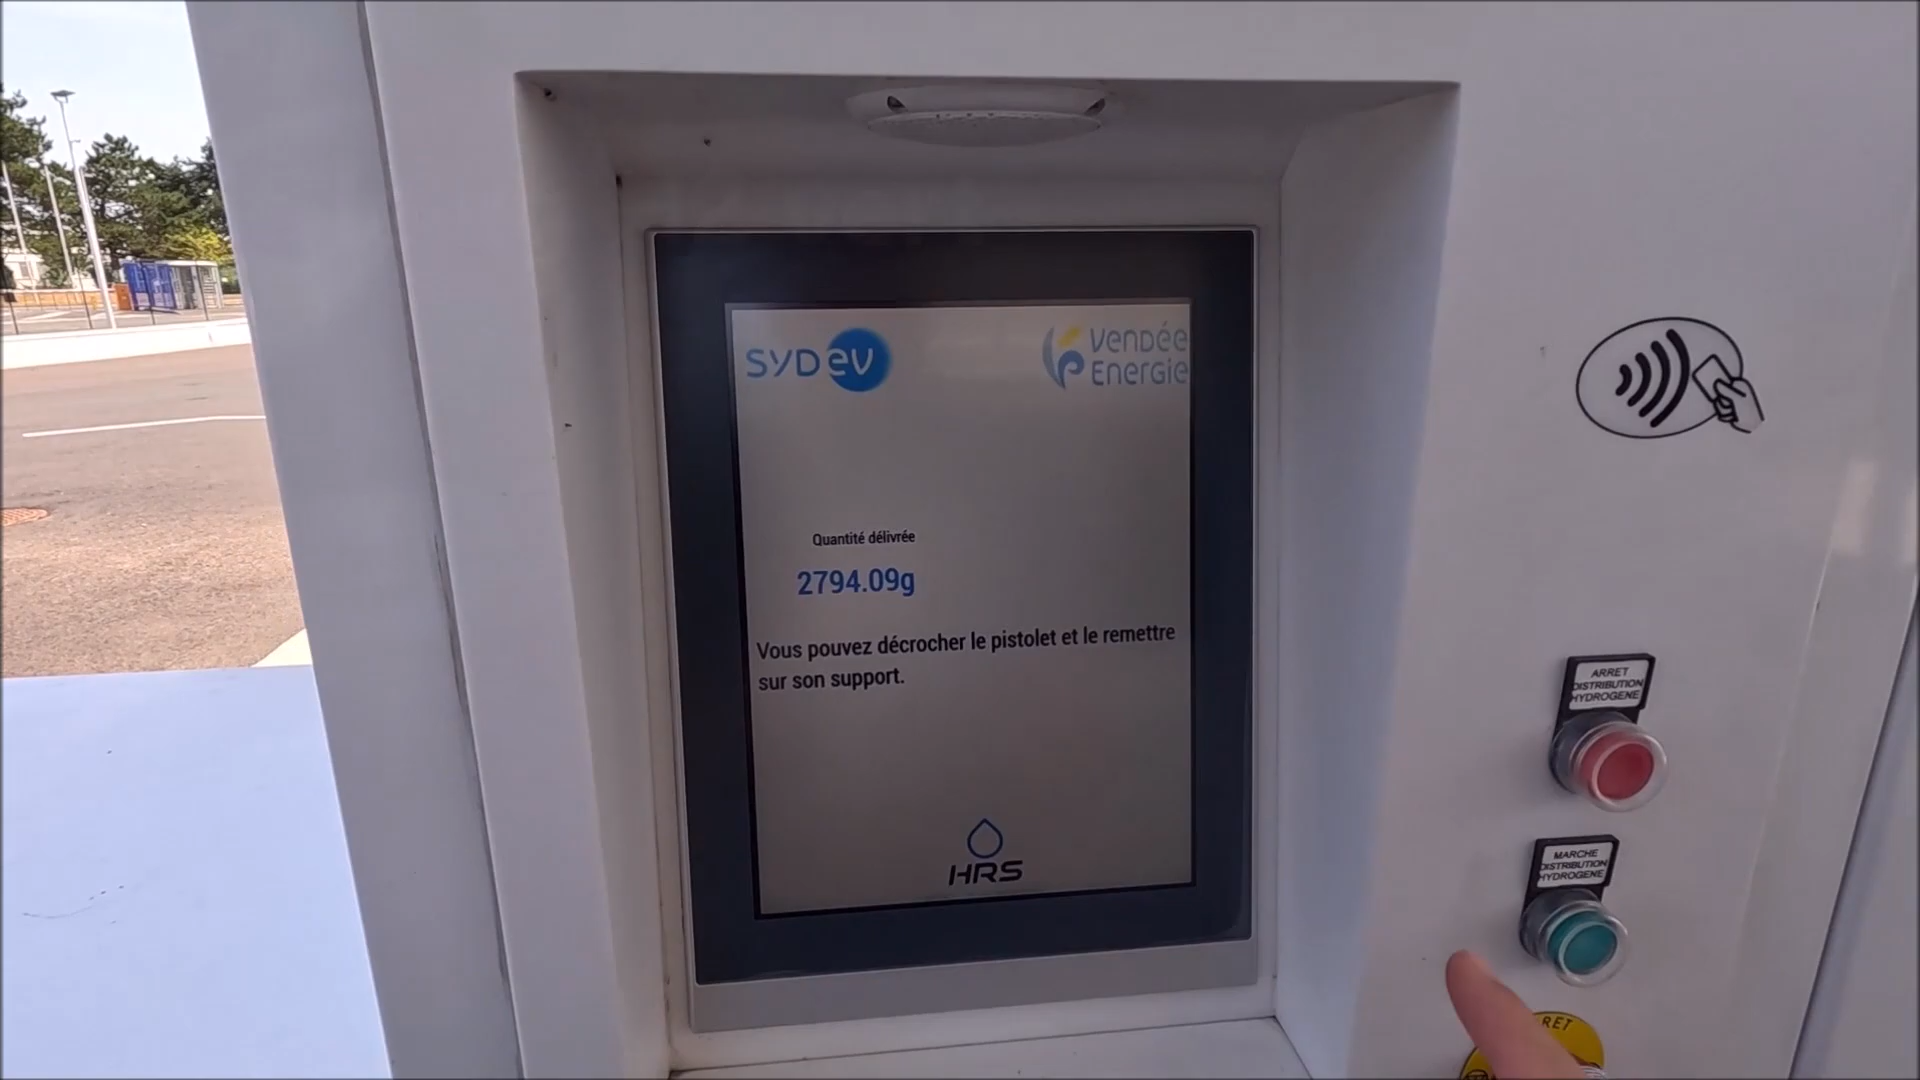 SYDEV
Vendée
Energie
Quantité délivrée
2794.09g
Vous pouvez décrocher le pistolet et le remettre
sur son support.
HRS
ARRET
DISTRIBUTION
HYDROGENE
MARCHE
DISTRIBUTION
HYDROGENE
RET